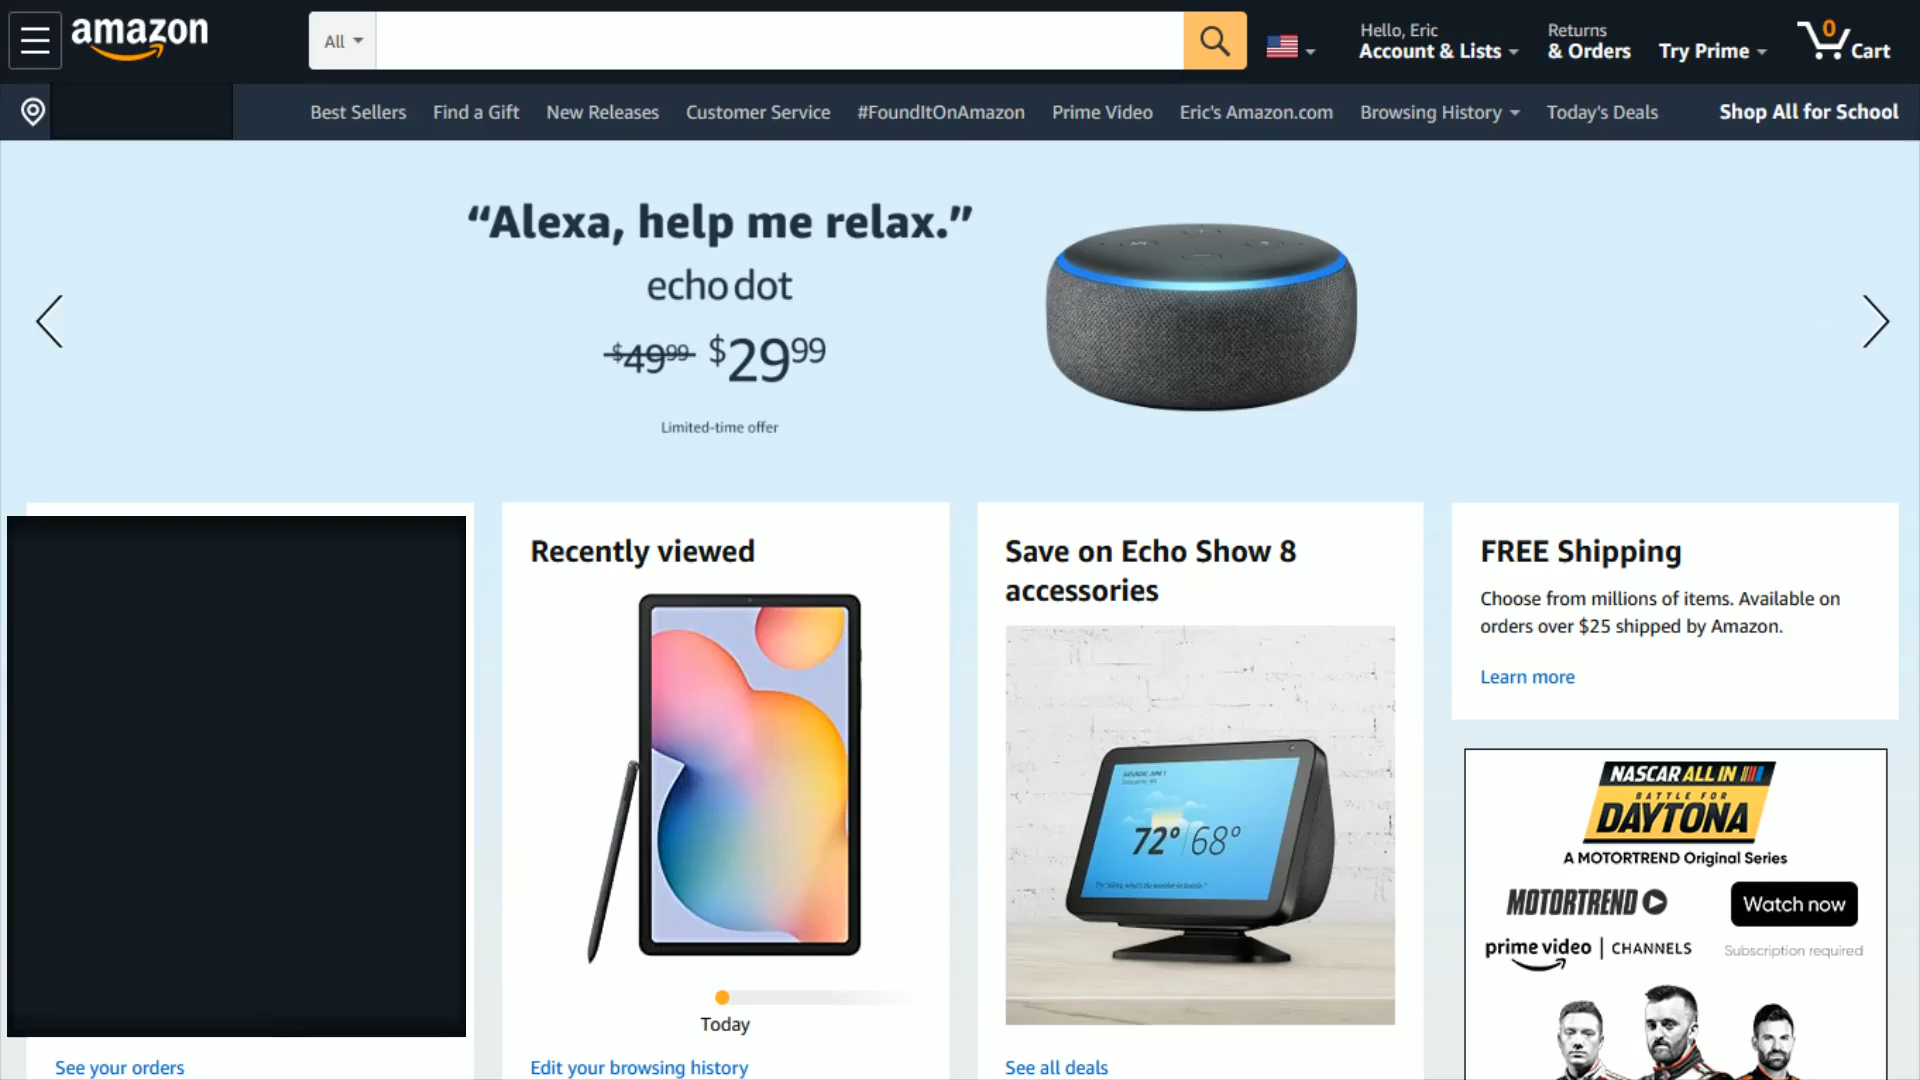 amazon
All
Hello, Eric
Account & Lists
Returns
& Orders
Try Prime
0
Cart
Best Sellers
Find a Gift
New Releases
Customer Service
#FoundItOnAmazon
Prime Video
Eric's Amazon.com
Browsing History
Today's Deals
Shop All for School
“Alexa, help me relax.”
echo dot
$4999 $2999
Limited-time offer
See your orders
Recently viewed
Today
Edit your browsing history
Save on Echo Show 8
accessories
72° 68°
See all deals
FREE Shipping
Choose from millions of items. Available on
orders over $25 shipped by Amazon.
Learn more
NASCAR ALL IN
BATTLE FOR
DAYTONA
A MOTORTREND Original Series
MOTORTREND
Watch now
prime video | CHANNELS
Subscription required